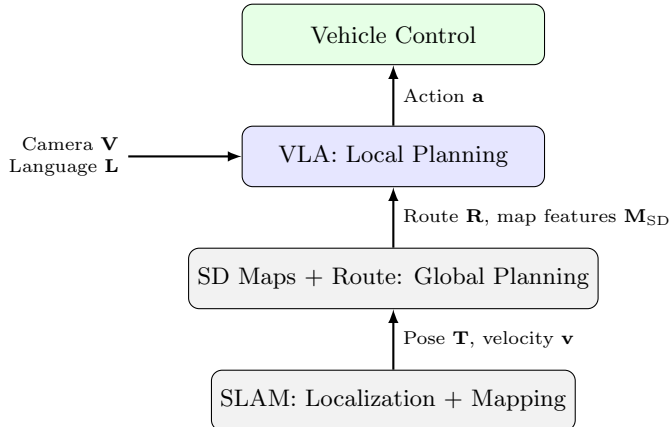 Vehicle Control
Action a
Camera V
Language L
VLA: Local Planning
Route R, map features M_SD
SD Maps + Route: Global Planning
Pose T, velocity v
SLAM: Localization + Mapping